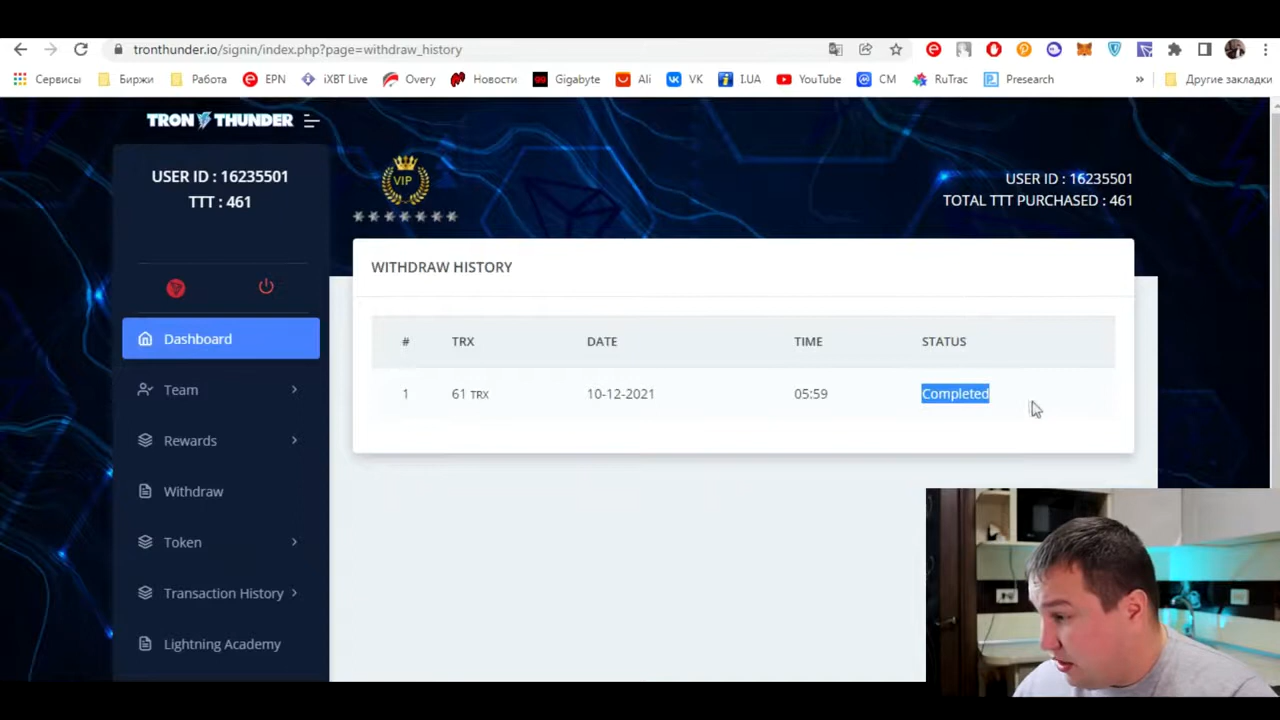 tronthunder.io/signin/index.php?page=withdraw_history
Сервисы Биржи Работа EPN iXBT Live Overy Новости Gigabyte Ali VK I.UA YouTube CM RuTrac Presearch » Другие закладки
TRON THUNDER
USER ID : 16235501
TTT : 461
VIP
USER ID : 16235501
TOTAL TTT PURCHASED : 461
Dashboard
Team
Rewards
Withdraw
Token
Transaction History
Lightning Academy
WITHDRAW HISTORY
# TRX DATE TIME STATUS
1 61 TRX 10-12-2021 05:59 Completed